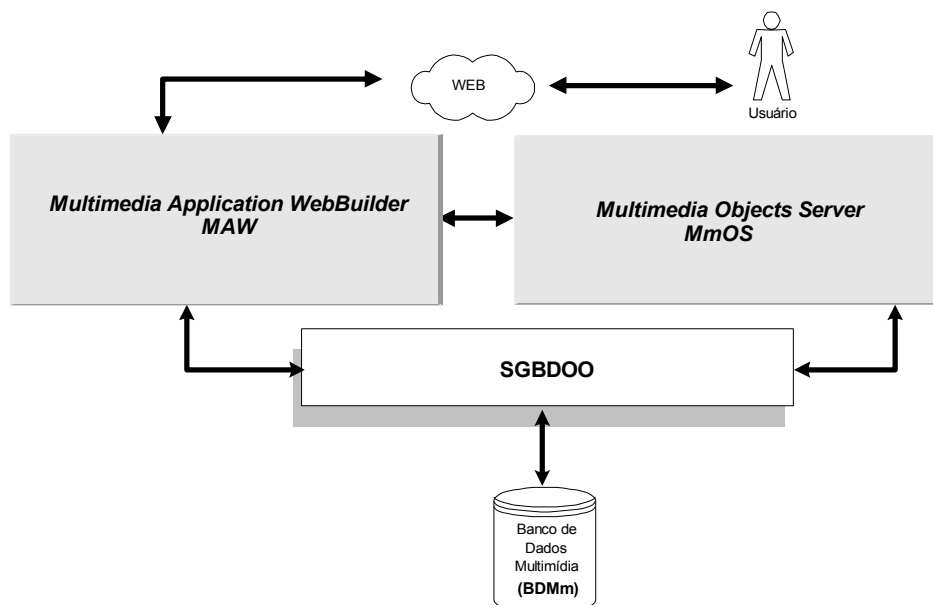 WEB
Usuário
Multimedia Application WebBuilder
MAW
Multimedia Objects Server
MmOS
SGBDOO
Banco de
Dados
Multimídia
(BDMm)